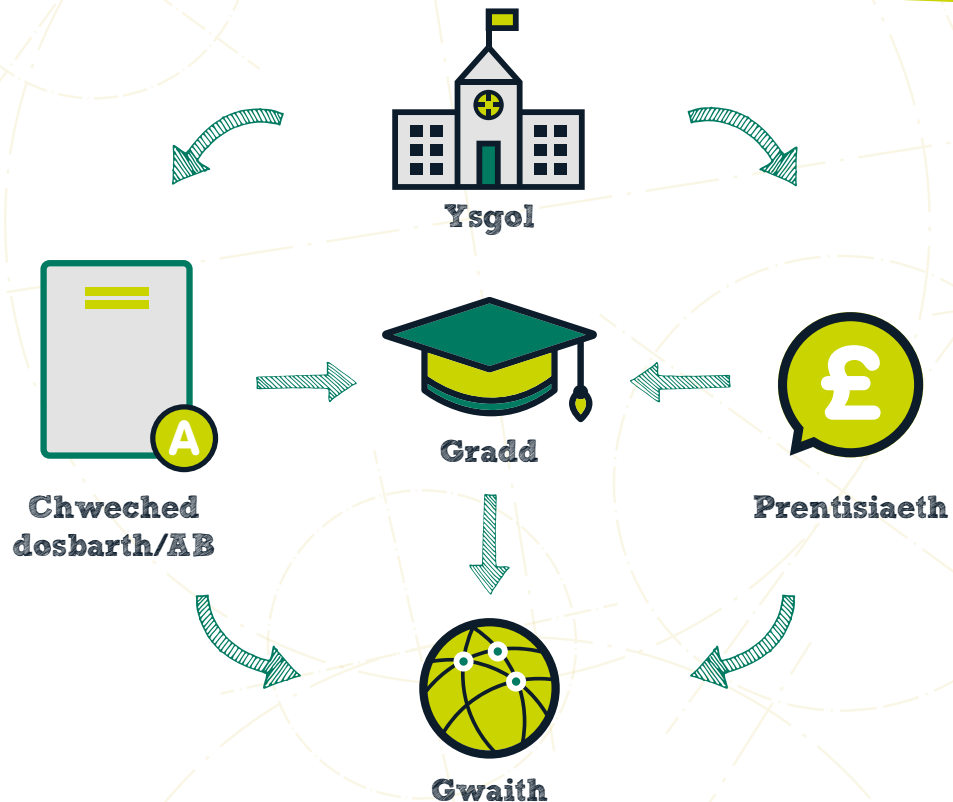 Ysgol
A
£
Gradd
Chweched
dosbarth/AB
Prentisiaeth
Gwaith